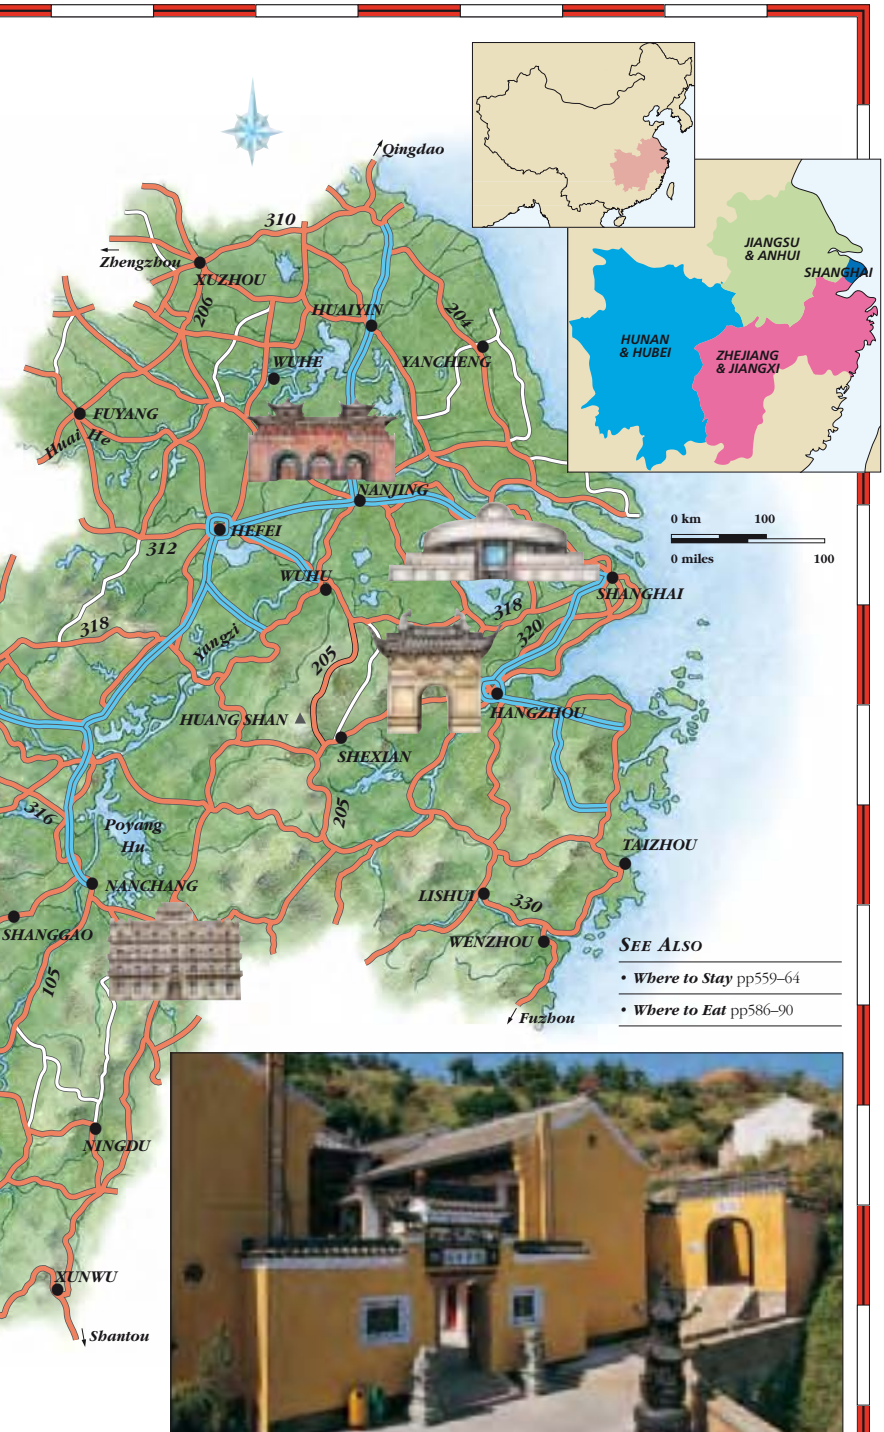 Qingdao
310
Zhengzhou
XUZHOU
206
HUAIYIN
204
WUHE
YANCHENG
FUYANG
Huai He
NANJING
HEFEI
312
WUHU
SHANGHAI
318
318
320
Yangzi
205
HUANG SHAN
HANGZHOU
SHEXIAN
205
316
Poyang
Hu
TAIZHOU
NANCHANG
LISHUI
330
SHANGGAO
WENZHOU
105
Fuzhou
NINGDU
XUNWU
Shantou
JIANGSU
& ANHUI
SHANGHAI
HUNAN
& HUBEI
ZHEJIANG
& JIANGXI
0 km 100
0 miles 100
SEE ALSO
• Where to Stay pp559–64
• Where to Eat pp586–90